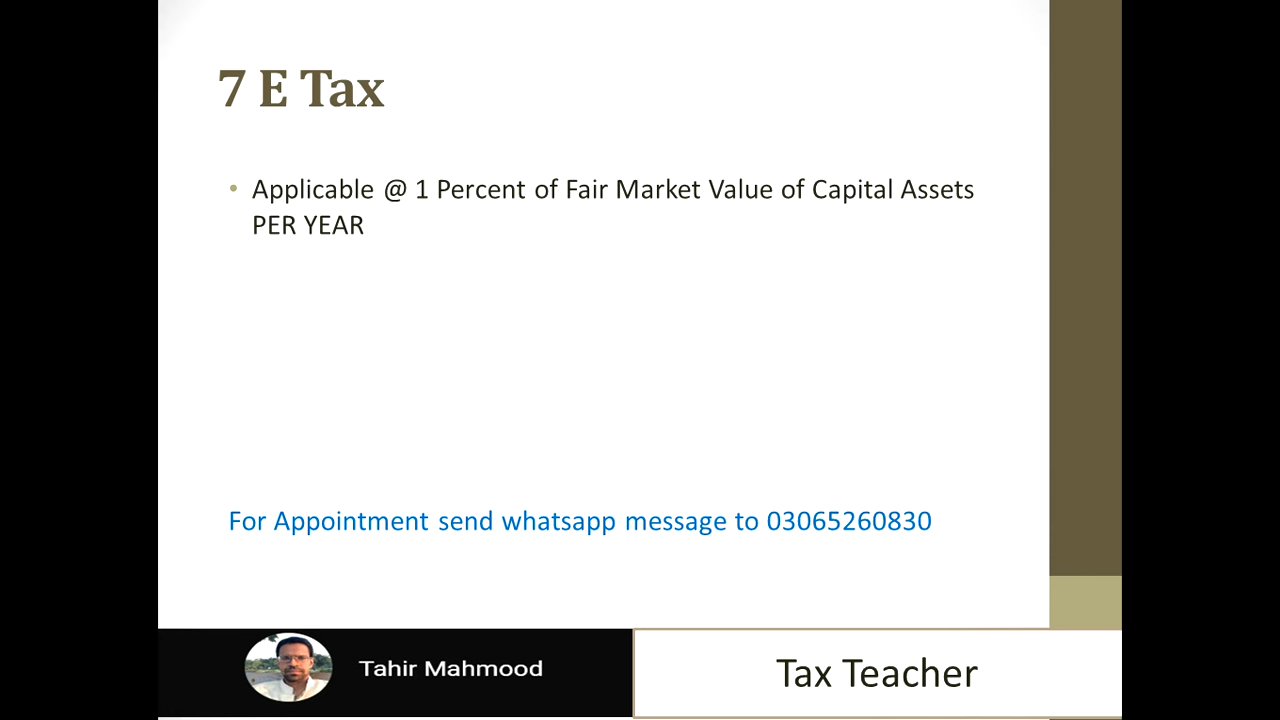 7 E Tax
• Applicable @ 1 Percent of Fair Market Value of Capital Assets
PER YEAR
For Appointment send whatsapp message to 03065260830
Tahir Mahmood
Tax Teacher